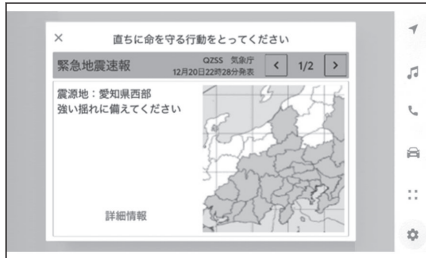 × 直ちに命を守る行動をとってください
緊急地震速報
QZSS 気象庁
12月20日22時28分発表
< 1/2 >
震源地：愛知県西部
強い揺れに備えてください
詳細情報